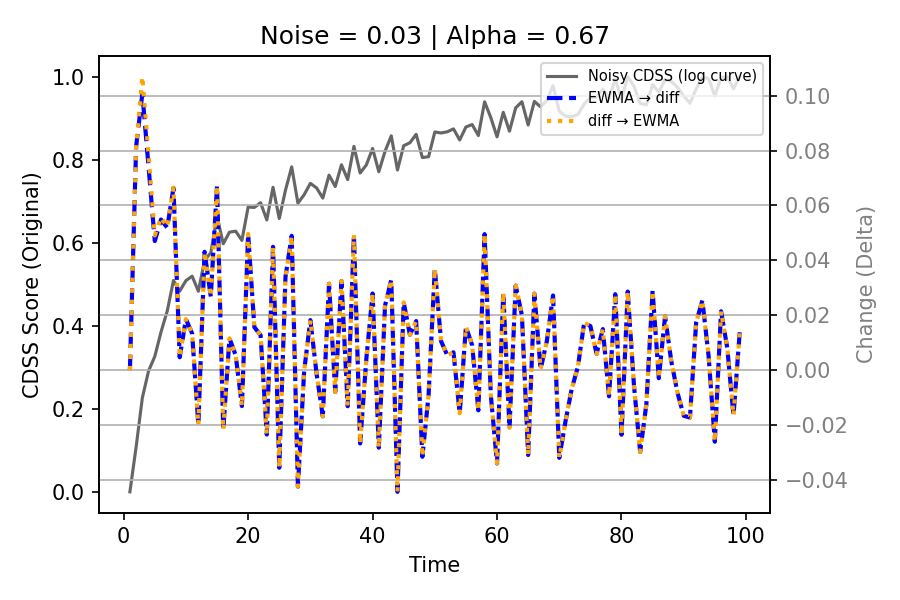 Noise = 0.03 | Alpha = 0.67
Noisy CDSS (log curve)
EWMA → diff
diff → EWMA
CDSS Score (Original)
1.0
0.8
0.6
0.4
0.2
0.0
0.10
0.08
0.06
0.04
0.02
0.00
−0.02
−0.04
Change (Delta)
0 20 40 60 80 100
Time